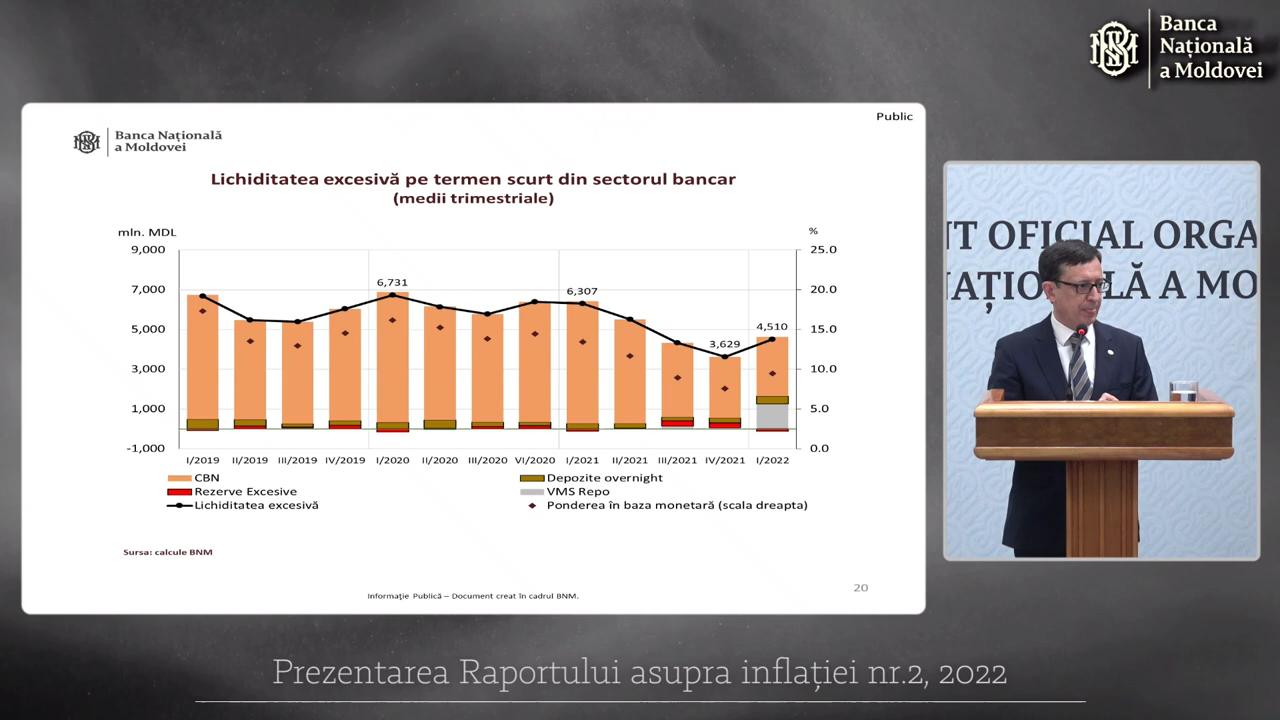 Banca
Națională
a Moldovei
Public
Banca Națională
a Moldovei
Lichiditatea excesivă pe termen scurt din sectorul bancar
(medii trimestriale)
mln. MDL
%
9,000
7,000
5,000
3,000
1,000
-1,000
6,731
6,307
3,629
4,510
25.0
20.0
15.0
10.0
5.0
0.0
I/2019 II/2019 III/2019 IV/2019 I/2020 II/2020 III/2020 VI/2020 I/2021 II/2021 III/2021 IV/2021 I/2022
CBN
Depozite overnight
Rezerve Excesive
VMS Repo
Lichiditatea excesivă
Ponderea în baza monetară (scala dreapta)
Sursa: calcule BNM
20
Informaţie Publică – Document creat în cadrul BNM.
NT OFICIAL ORGA
NAȚIONALĂ A MO
Prezentarea Raportului asupra inflației nr.2, 2022